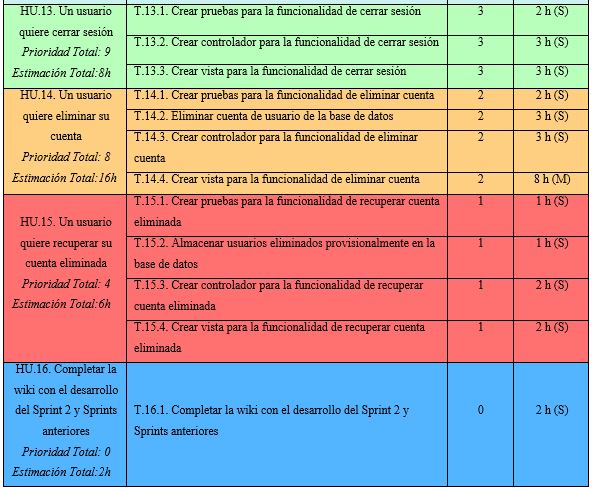 HU.13. Un usuario
quiere cerrar sesión
Prioridad Total: 9
Estimación Total:8h
T.13.1. Crear pruebas para la funcionalidad de cerrar sesión
3
2 h (S)
T.13.2. Crear controlador para la funcionalidad de cerrar sesión
3
3 h (S)
T.13.3. Crear vista para la funcionalidad de cerrar sesión
3
3 h (S)
HU.14. Un usuario
quiere eliminar su
cuenta
Prioridad Total: 8
Estimación Total:16h
T.14.1. Crear pruebas para la funcionalidad de eliminar cuenta
2
2 h (S)
T.14.2. Eliminar cuenta de usuario de la base de datos
2
3 h (S)
T.14.3. Crear controlador para la funcionalidad de eliminar
cuenta
2
3 h (S)
T.14.4. Crear vista para la funcionalidad de eliminar cuenta
2
8 h (M)
HU.15. Un usuario
quiere recuperar su
cuenta eliminada
Prioridad Total: 4
Estimación Total:6h
T.15.1. Crear pruebas para la funcionalidad de recuperar cuenta
eliminada
1
1 h (S)
T.15.2. Almacenar usuarios eliminados provisionalmente en la
base de datos
1
1 h (S)
T.15.3. Crear controlador para la funcionalidad de recuperar
cuenta eliminada
1
2 h (S)
T.15.4. Crear vista para la funcionalidad de recuperar cuenta
eliminada
1
2 h (S)
HU.16. Completar la
wiki con el desarrollo
del Sprint 2 y Sprints
anteriores
Prioridad Total: 0
Estimación Total:2h
T.16.1. Completar la wiki con el desarrollo del Sprint 2 y
Sprints anteriores
0
2 h (S)